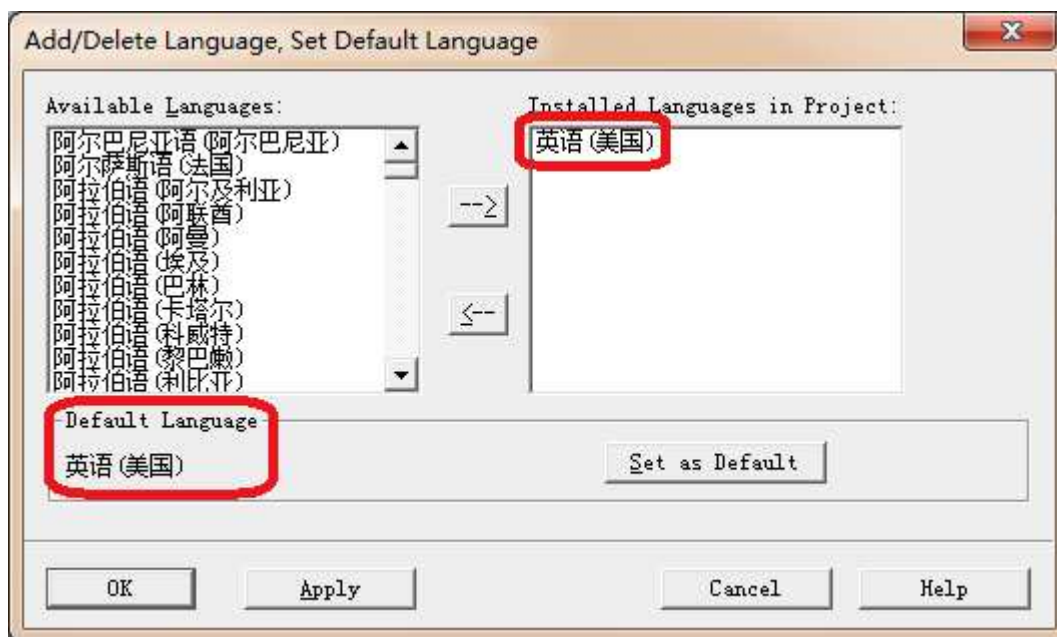 Add/Delete Language, Set Default Language
Available Languages:
Installed Languages in Project:
阿尔巴尼亚语(阿尔巴尼亚)
阿尔萨斯语(法国)
阿拉伯语(阿尔及利亚)
阿拉伯语(阿联酋)
阿拉伯语(阿曼)
阿拉伯语(埃及)
阿拉伯语(巴林)
阿拉伯语(卡塔尔)
阿拉伯语(科威特)
阿拉伯语(黎巴嫩)
阿拉伯语(利比亚)
英语(美国)
-->
<--
Default Language
英语(美国)
Set as Default
OK
Apply
Cancel
Help